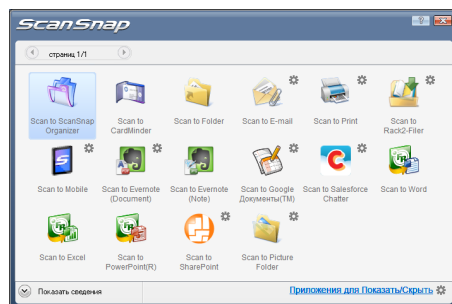 ScanSnap
страниц 1/1
Scan to ScanSnap Organizer
Scan to CardMinder
Scan to Folder
Scan to E-mail
Scan to Print
Scan to Rack2-Filer
Scan to Mobile
Scan to Evernote (Document)
Scan to Evernote (Note)
Scan to Google Документы(TM)
Scan to Salesforce Chatter
Scan to Word
Scan to Excel
Scan to PowerPoint(R)
Scan to SharePoint
Scan to Picture Folder
Показать сведения
Приложения для Показать/Скрыть